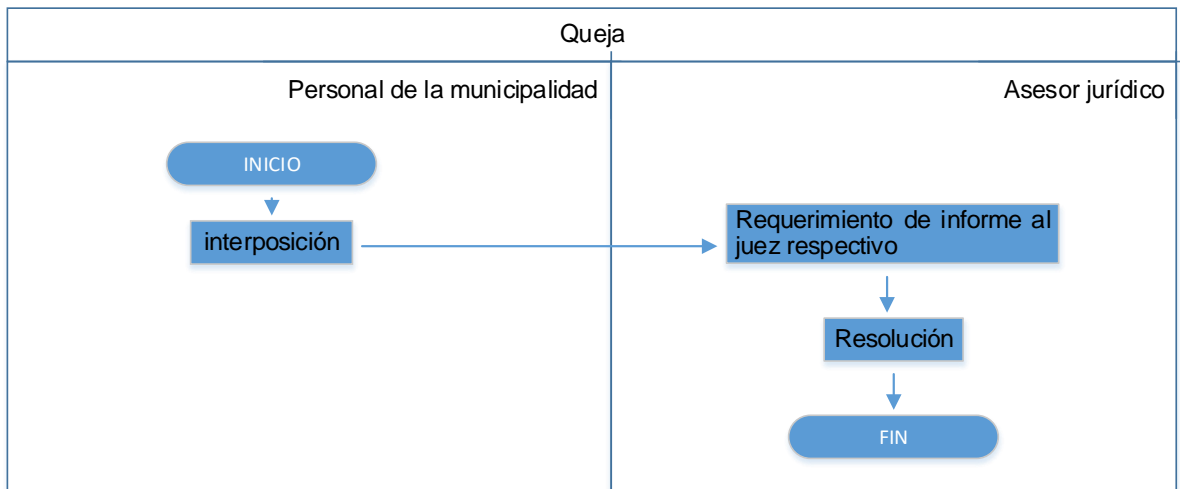 Queja
Personal de la municipalidad
Asesor jurídico
INICIO
interposición
Requerimiento de informe al
juez respectivo
Resolución
FIN